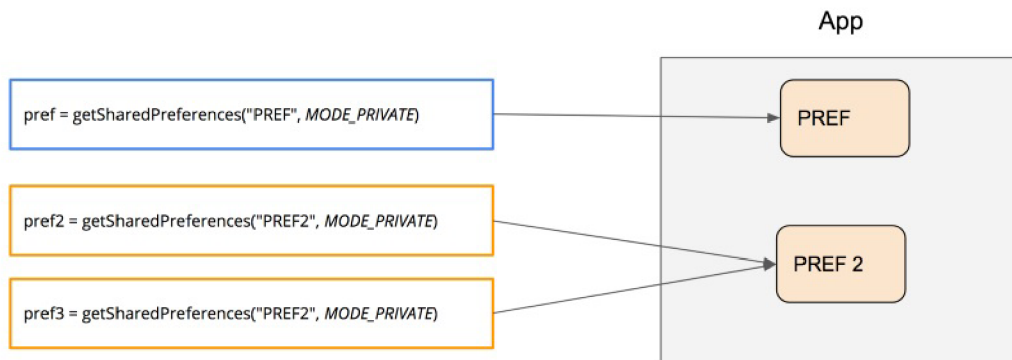 App
pref = getSharedPreferences("PREF", MODE_PRIVATE)
PREF
pref2 = getSharedPreferences("PREF2", MODE_PRIVATE)
PREF 2
pref3 = getSharedPreferences("PREF2", MODE_PRIVATE)